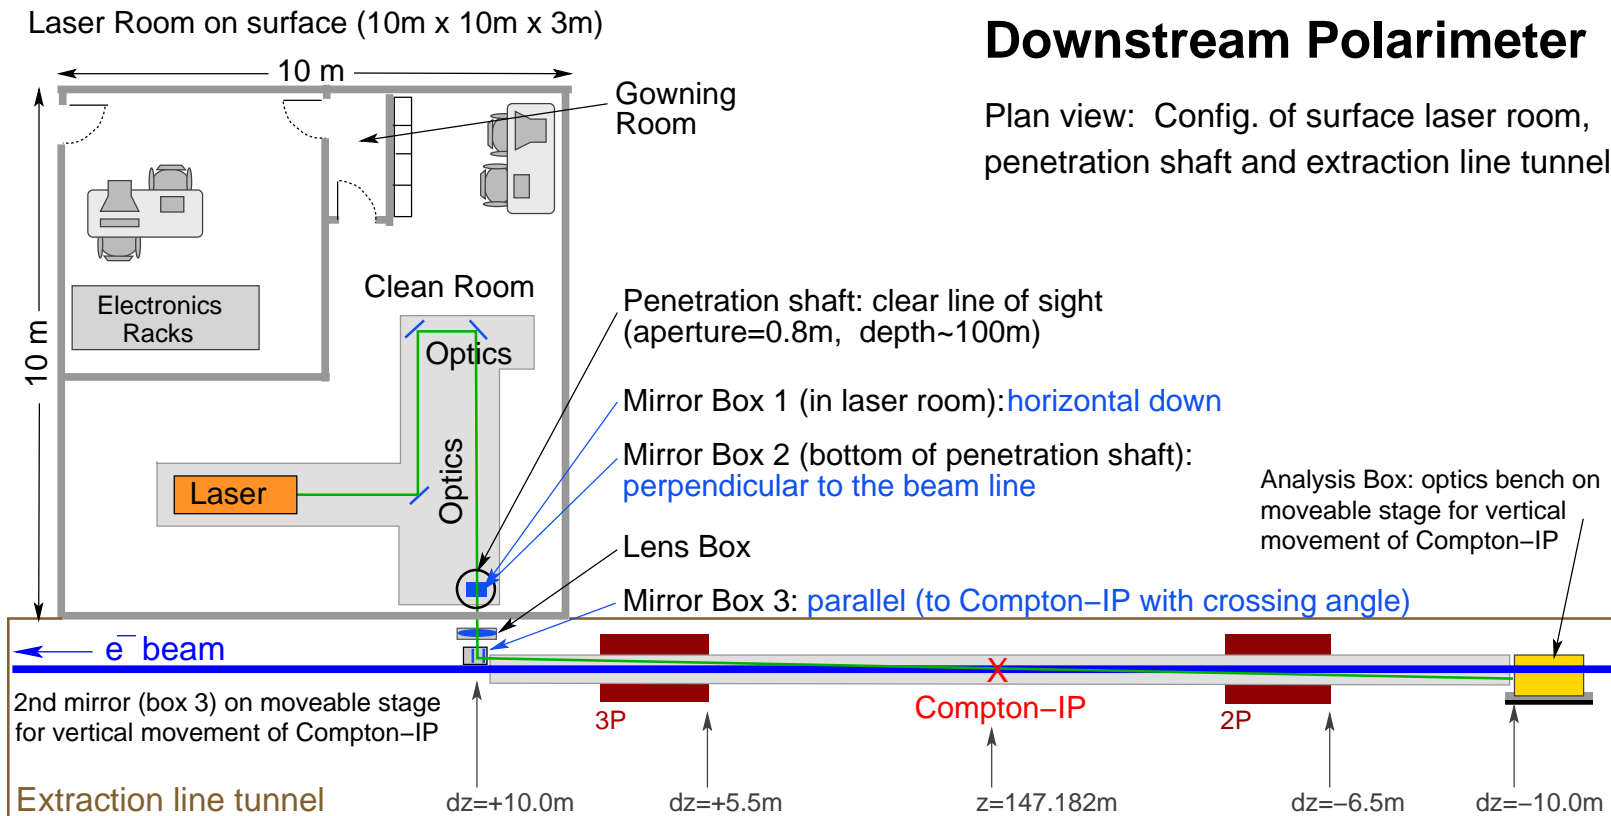 Laser Room on surface (10m x 10m x 3m)
Downstream Polarimeter
Plan view: Config. of surface laser room,
penetration shaft and extraction line tunnel
10 m
10 m
Gowning
Room
Electronics
Racks
Clean Room
Optics
Optics
Laser
Penetration shaft: clear line of sight
(aperture=0.8m, depth~100m)
Mirror Box 1 (in laser room):horizontal down
Mirror Box 2 (bottom of penetration shaft):
perpendicular to the beam line
Lens Box
Mirror Box 3: parallel (to Compton−IP with crossing angle)
Analysis Box: optics bench on
moveable stage for vertical
movement of Compton−IP
e− beam
2nd mirror (box 3) on moveable stage
for vertical movement of Compton−IP
3P
X
Compton−IP
2P
Extraction line tunnel
dz=+10.0m
dz=+5.5m
z=147.182m
dz=−6.5m
dz=−10.0m